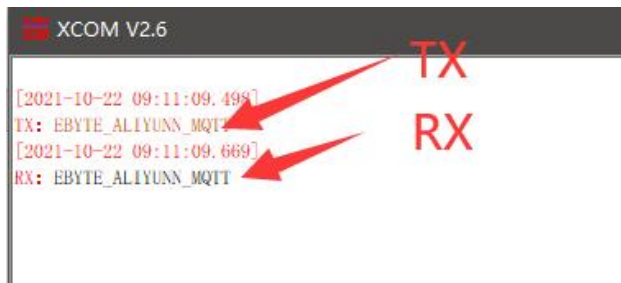 XCOM V2.6
TX
[2021-10-22 09:11:09.498]
TX: EBYTE_ALIYUNN_MQTT
[2021-10-22 09:11:09.669]
RX
RX: EBYTE_ALIYUNN_MQTT